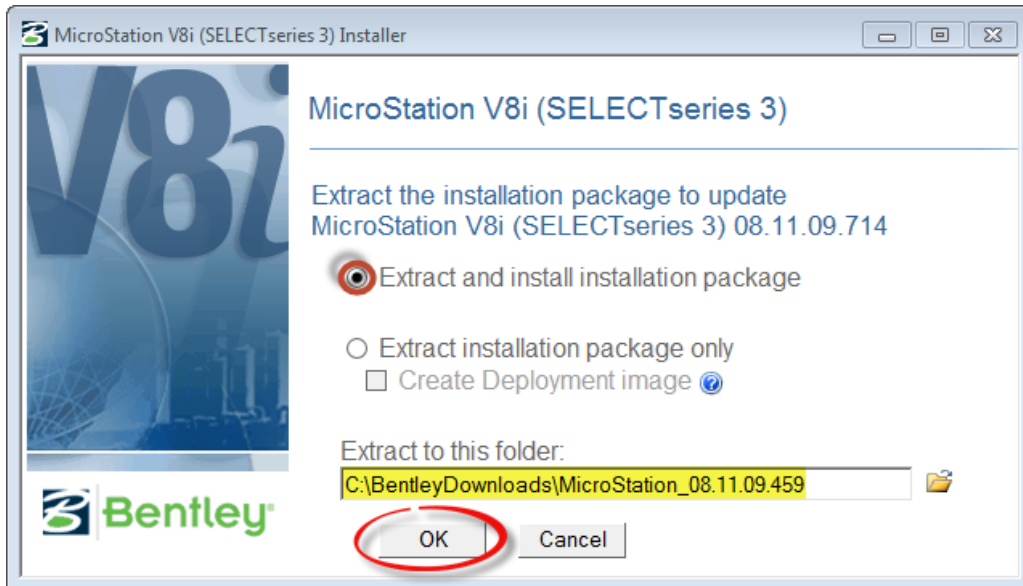 MicroStation V8i (SELECTseries 3) Installer
V8i
MicroStation V8i (SELECTseries 3)
Extract the installation package to update
MicroStation V8i (SELECTseries 3) 08.11.09.714
Extract and install installation package
Extract installation package only
Create Deployment image
Extract to this folder:
C:\BentleyDownloads\MicroStation_08.11.09.459
Bentley
OK Cancel